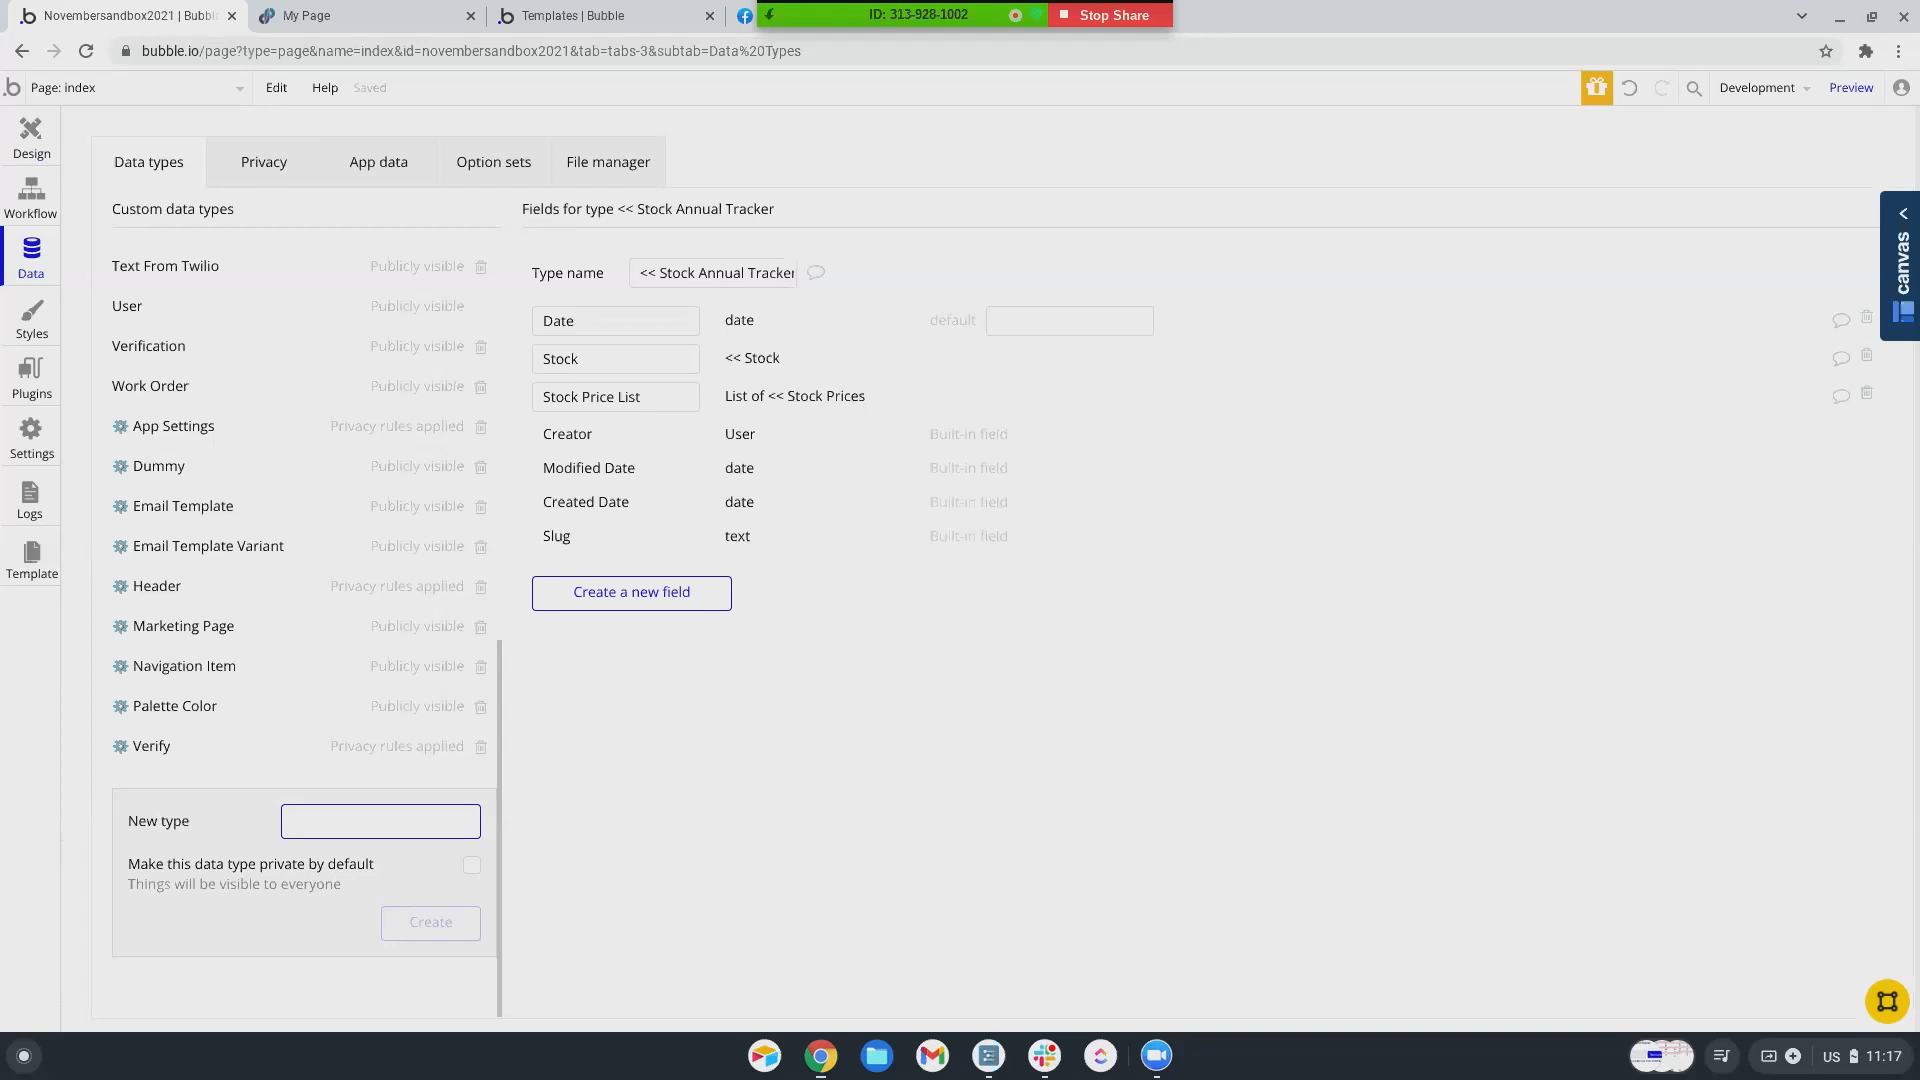 Novembersandbox2021 | Bubble
My Page
Templates | Bubble
ID: 313-928-1002
Stop Share
bubble.io/page?type=page&name=index&id=novembersandbox2021&tab=tabs-3&subtab=Data%20Types
Page: index
Edit
Help
Saved
Development
Preview
Design
Workflow
Data
Styles
Plugins
Settings
Logs
Template
Data types
Privacy
App data
Option sets
File manager
Custom data types
Text From Twilio Publicly visible
User Publicly visible
Verification Publicly visible
Work Order Publicly visible
App Settings Privacy rules applied
Dummy Publicly visible
Email Template Publicly visible
Email Template Variant Publicly visible
Header Privacy rules applied
Marketing Page Publicly visible
Navigation Item Publicly visible
Palette Color Publicly visible
Verify Privacy rules applied
New type
Make this data type private by default
Things will be visible to everyone
Create
Fields for type << Stock Annual Tracker
Type name << Stock Annual Tracker
Date date default
Stock << Stock
Stock Price List List of << Stock Prices
Creator User Built-in field
Modified Date date Built-in field
Created Date date Built-in field
Slug text Built-in field
Create a new field
canvas
US 11:17